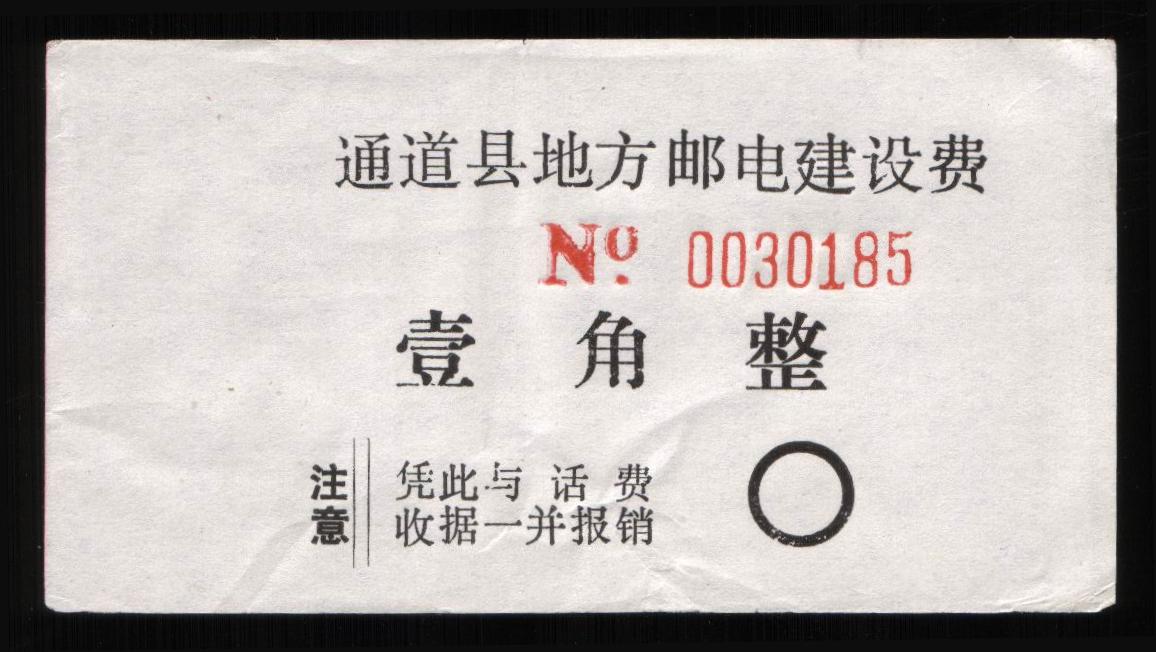 通道县地方邮电建设费
Nº 0030185
壹角整
注意
凭此与话费
收据一并报销